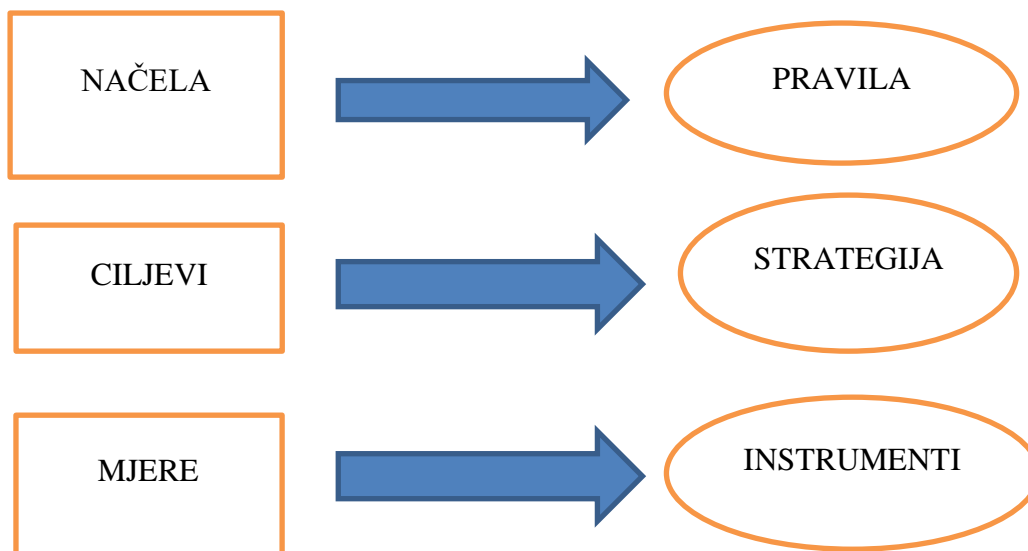 NAČELA
PRAVILA
CILJEVI
STRATEGIJA
MJERE
INSTRUMENTI